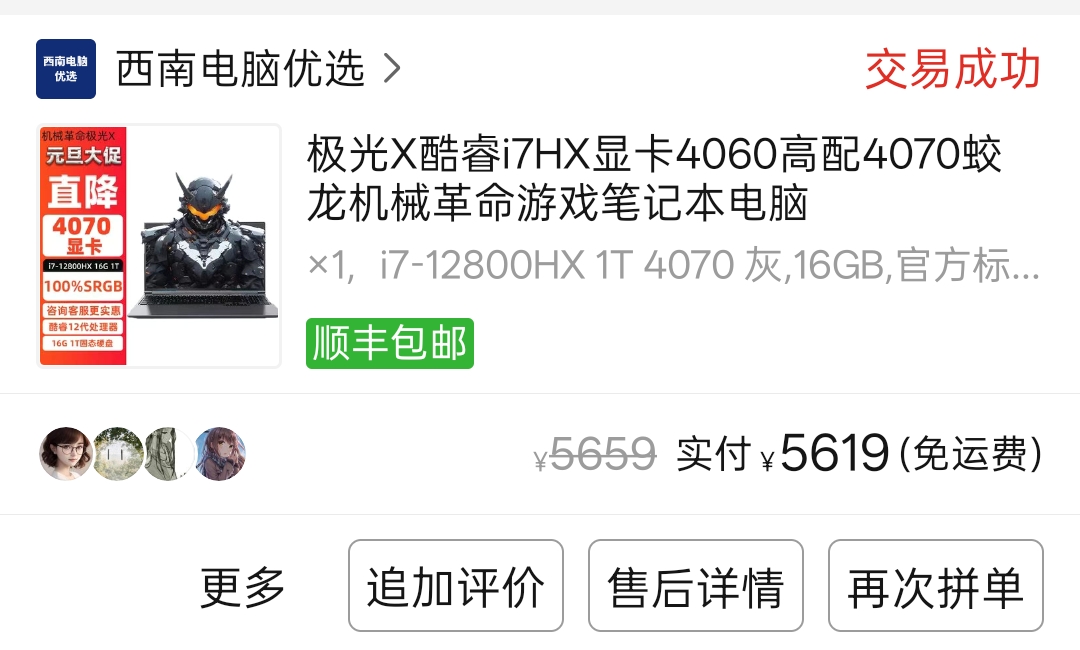 西南电脑
优选
西南电脑优选
交易成功
机械革命极光X
元旦大促
直降
4070
显卡
i7-12800HX 16G 1T
100%SRGB
咨询客服更实惠
酷睿12代处理器
16G 1T固态硬盘
极光X酷睿i7HX显卡4060高配4070蛟
龙机械革命游戏笔记本电脑
×1, i7-12800HX 1T 4070 灰,16GB,官方标...
顺丰包邮
¥5659 实付 ¥5619 (免运费)
更多 追加评价 售后详情 再次拼单